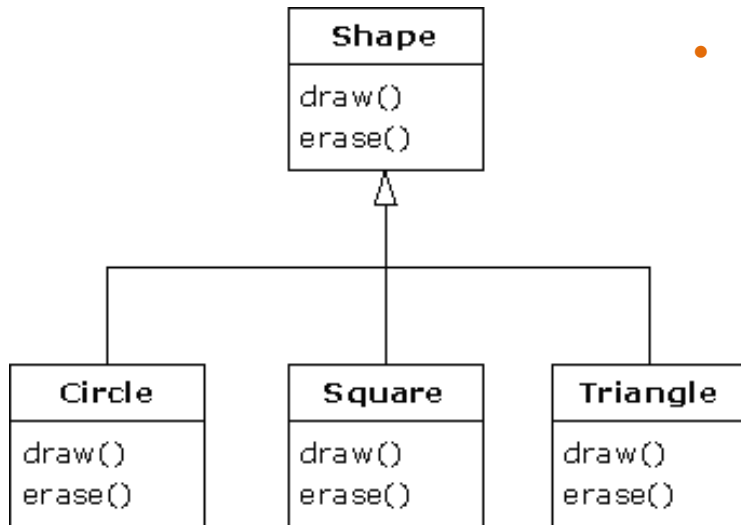 Shape
draw()
erase()
Circle
draw()
erase()
Square
draw()
erase()
Triangle
draw()
erase()